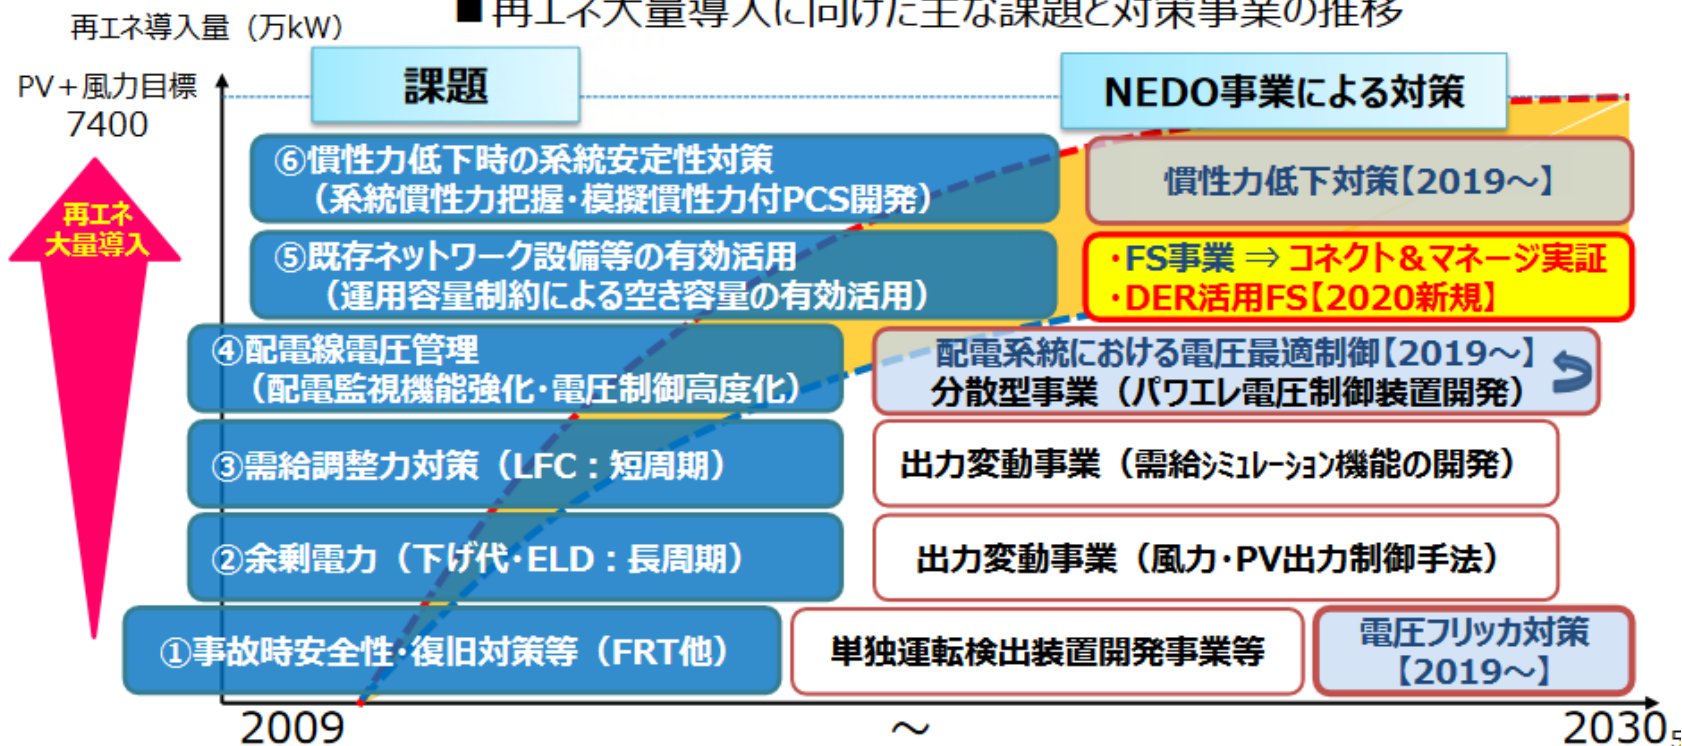 ■再エネ大量導入に向けた主な課題と対策事業の推移
再エネ導入量（万kW）
PV＋風力目標
7400
課題
NEDO事業による対策
再エネ
大量導入
⑥慣性力低下時の系統安定性対策
（系統慣性力把握・模擬慣性力付PCS開発）
慣性力低下対策【2019～】
⑤既存ネットワーク設備等の有効活用
（運用容量制約による空き容量の有効活用）
・FS事業 ⇒ コネクト＆マネージ実証
・DER活用FS【2020新規】
④配電線電圧管理
（配電監視機能強化・電圧制御高度化）
配電系統における電圧最適制御【2019～】
分散型事業（パワエレ電圧制御装置開発）
③需給調整力対策（LFC：短周期）
出力変動事業（需給ｼﾐｭﾚｰｼｮﾝ機能の開発）
②余剰電力（下げ代・ELD：長周期）
出力変動事業（風力・PV出力制御手法）
①事故時安全性・復旧対策等（FRT他）
単独運転検出装置開発事業等
電圧フリッカ対策
【2019～】
2009
～
2030
5